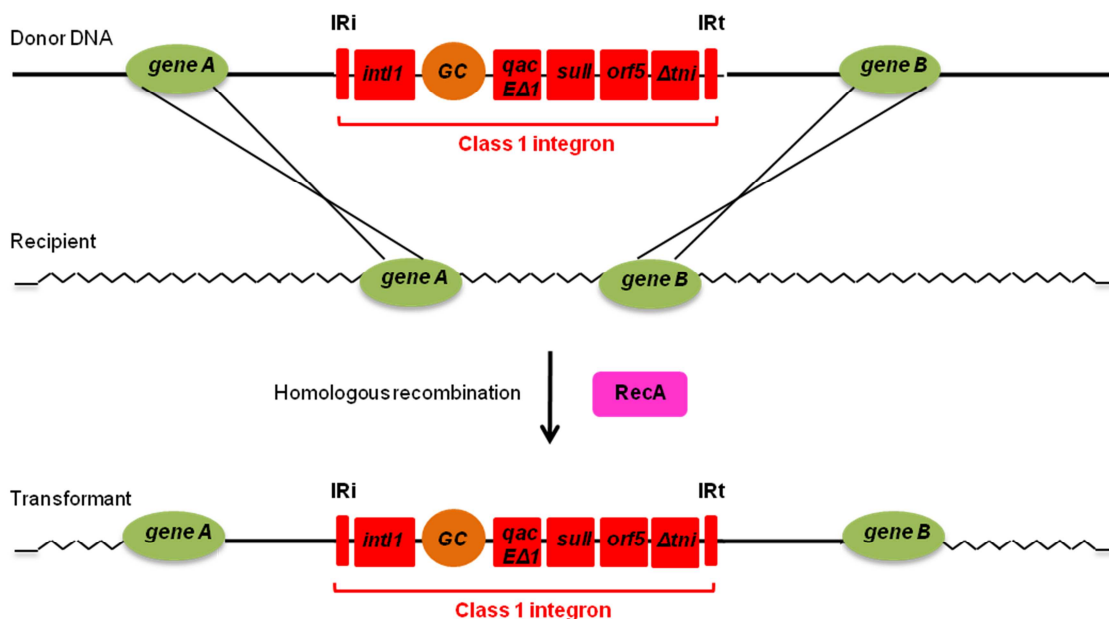 IRi IRt
Donor DNA
gene A intI1 GC qac sulI orf5 Δtni gene B
EΔ1
Class 1 integron
Recipient
gene A gene B
Homologous recombination RecA
IRi IRt
Transformant
gene A intI1 GC qac sulI orf5 Δtni gene B
EΔ1
Class 1 integron